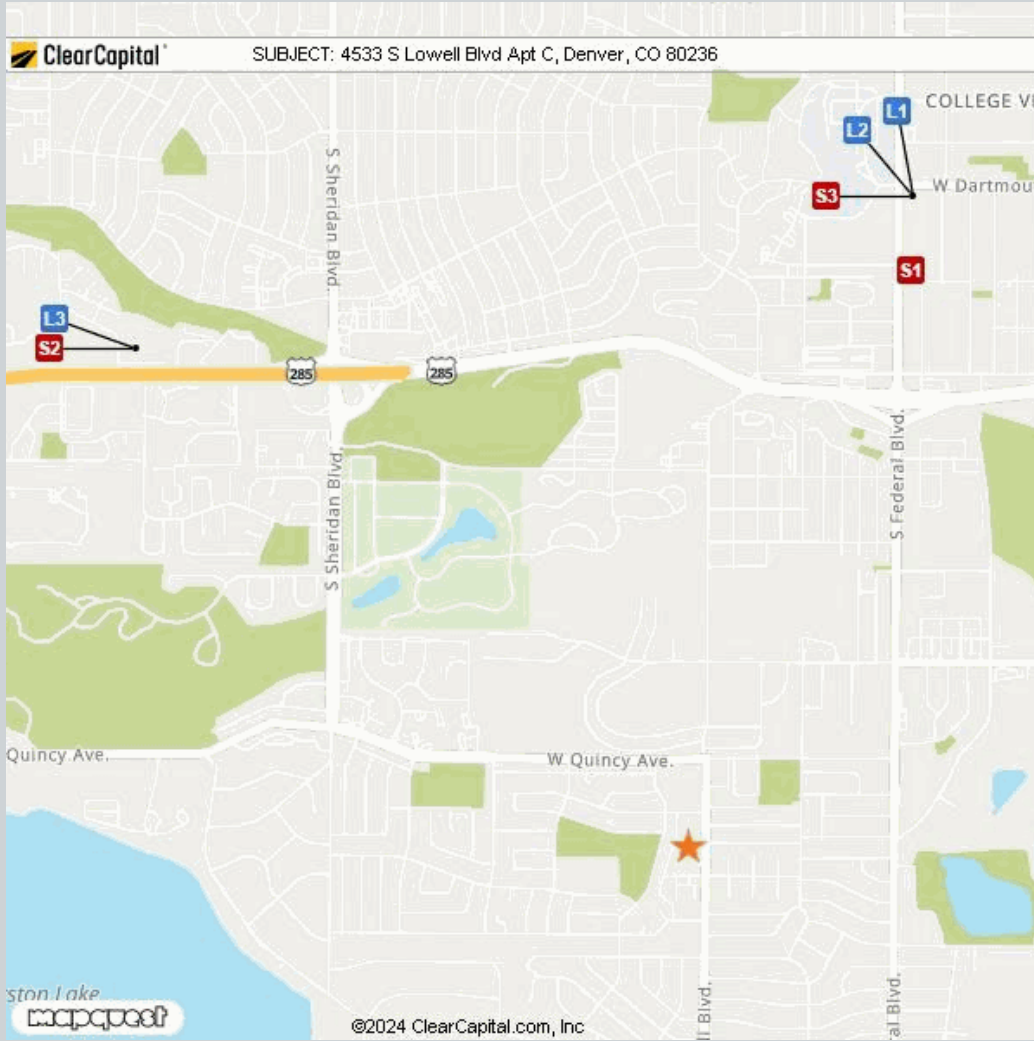 ClearCapital
SUBJECT: 4533 S Lowell Blvd Apt C, Denver, CO 80236
L1
COLLEGE VI
L2
W Dartmou
S3
S Sheridan Blvd.
S1
L3
S2
285
285
S Federal Blvd.
S Sheridan Blvd.
Quincy Ave.
W Quincy Ave.
ston Lake
mapquest
©2024 ClearCapital.com, Inc
ll Blvd.
ral Blvd.